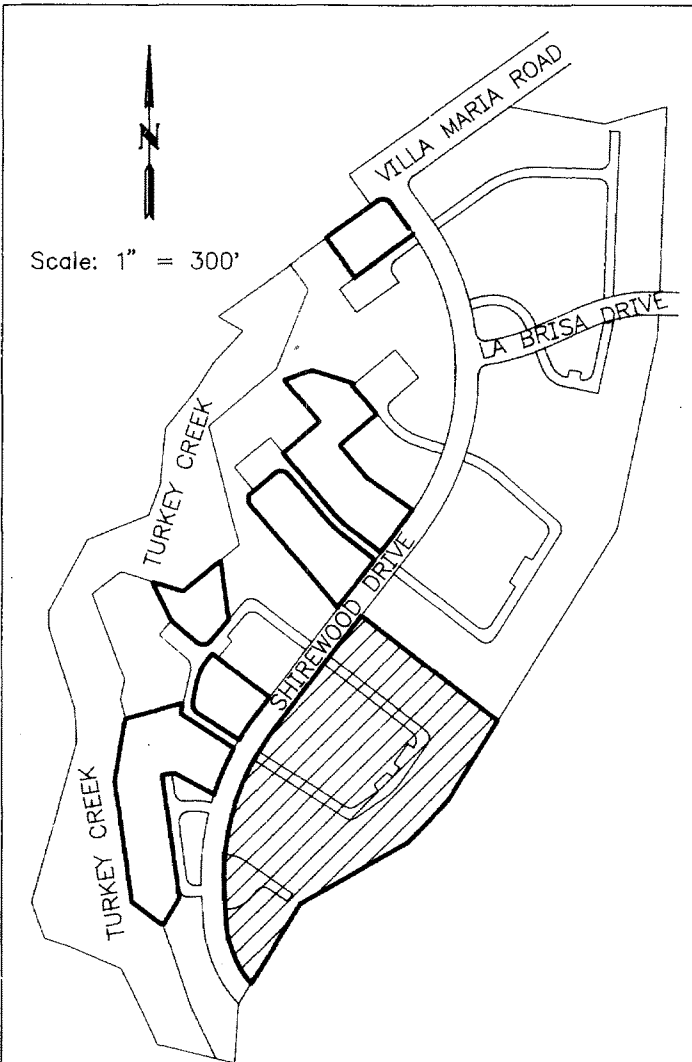 VILLA MARIA ROAD
N
Scale: 1" = 300'
LA BRISA DRIVE
TURKEY CREEK
SHIREWOOD DRIVE
TURKEY CREEK